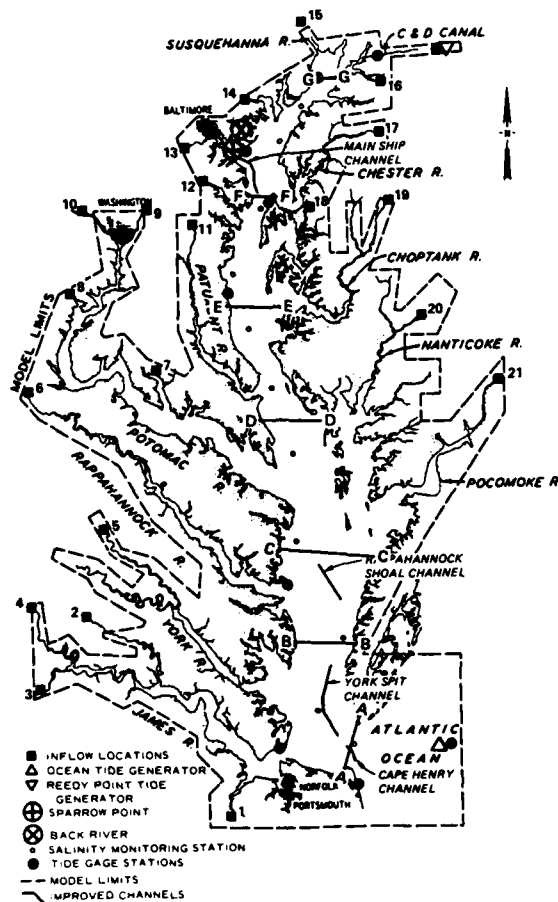 15
SUSQUEHANNA R.
C & D CANAL
G G
16
14
BALTIMORE
17
13
MAIN SHIP
CHANNEL
CHESTER R.
12
F F
18
19
10
WASHINGTON
9
11
CHOPTANK R.
8
PATUXENT R.
E E
20
NANTICOKE R.
MODEL LIMITS
7
6
21
D D
POTOMAC
R.
RAPPAHANNOCK
R.
POCOMOKE R
5
C C
SHOAL CHANNEL
4
2
YORK R.
B B
3
YORK SPIT
CHANNEL
A
JAMES R.
ATLANTIC
OCEAN
CAPE HENRY
CHANNEL
A
NORFOLK
PORTSMOUTH
1
INFLOW LOCATIONS
OCEAN TIDE GENERATOR
REEDY POINT TIDE
GENERATOR
SPARROW POINT
BACK RIVER
SALINITY MONITORING STATION
TIDE GAGE STATIONS
MODEL LIMITS
IMPROVED CHANNELS